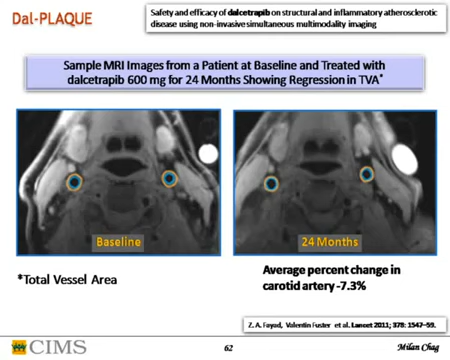 Dal-PLAQUE
Safety and efficacy of dalcetrapib on structural and inflammatory atherosclerotic
disease using non-invasive simultaneous multimodality imaging
Sample MRI Images from a Patient at Baseline and Treated with
dalcetrapib 600 mg for 24 Months Showing Regression in TVA*
Baseline
24 Months
*Total Vessel Area
Average percent change in
carotid artery -7.3%
Z. A. Fayad, Valentin Fuster et al. Lancet 2011; 378: 1547–59.
CIMS
62
Milan Chag